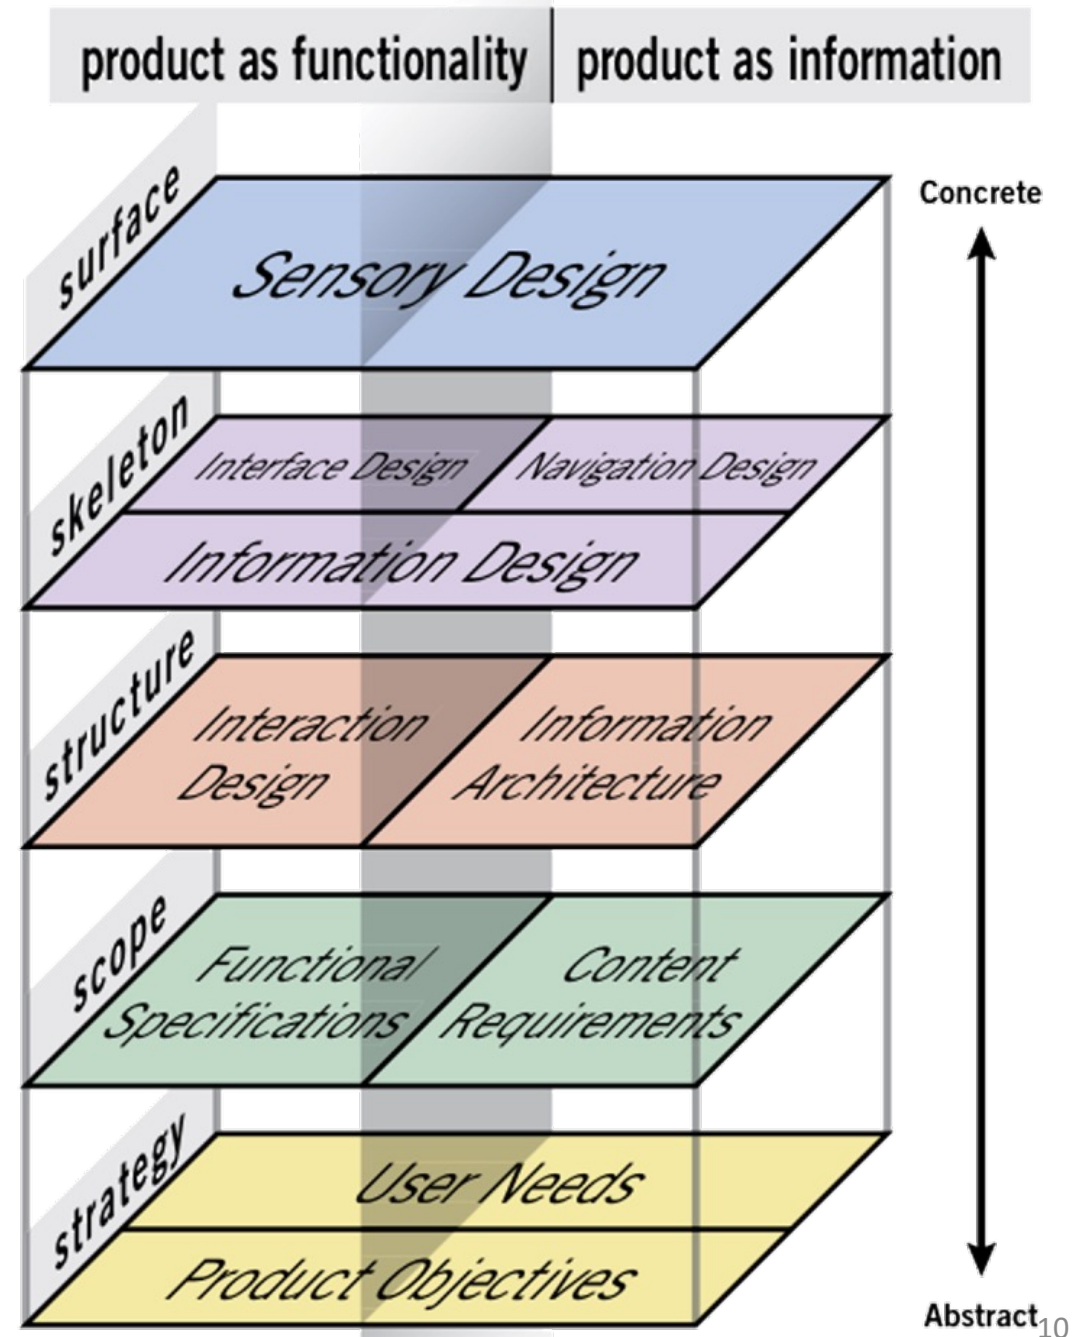 product as functionality
product as information
surface
Concrete
Sensory Design
skeleton
Interface Design
Navigation Design
Information Design
structure
Interaction
Design
Information
Architecture
scope
Functional
Specifications
Content
Requirements
strategy
User Needs
Product Objectives
Abstract
10